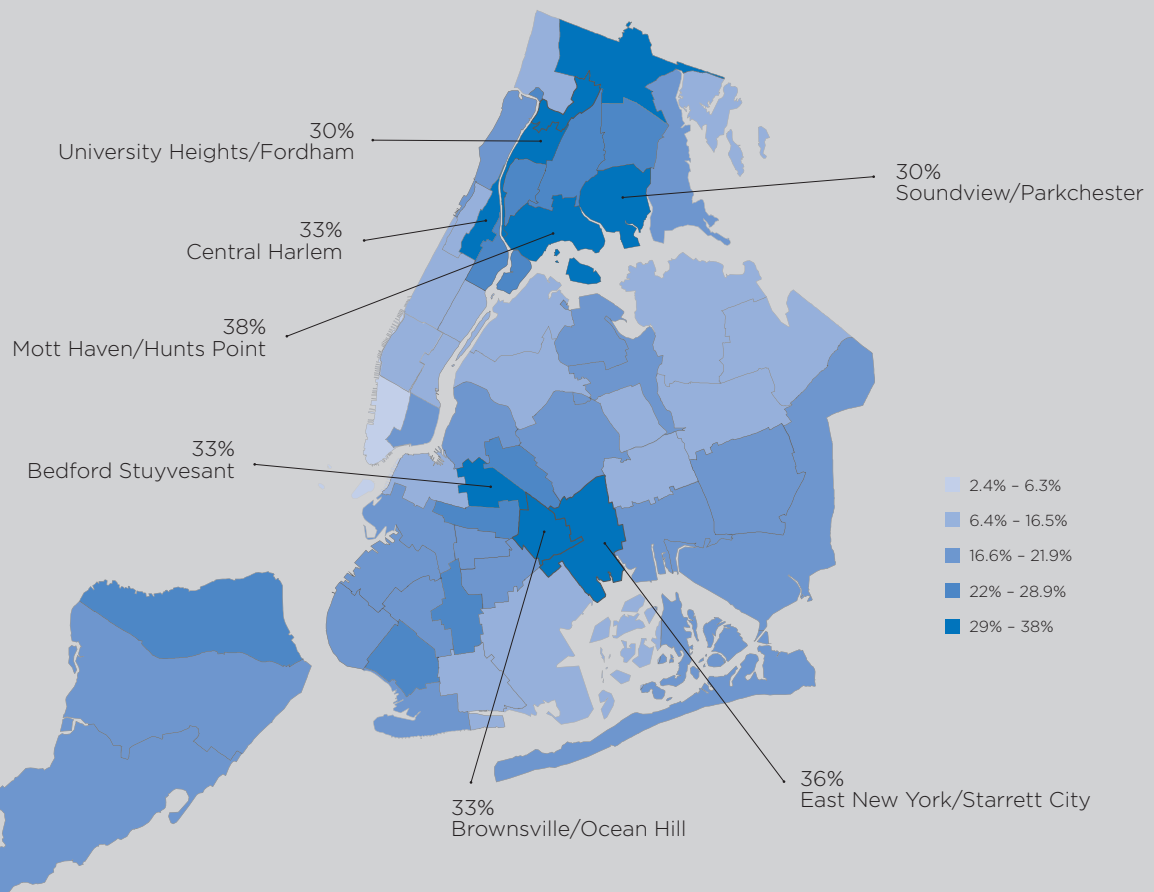 30%
University Heights/Fordham
30%
Soundview/Parkchester
33%
Central Harlem
38%
Mott Haven/Hunts Point
33%
Bedford Stuyvesant
2.4% – 6.3%
6.4% – 16.5%
16.6% – 21.9%
22% – 28.9%
29% – 38%
36%
East New York/Starrett City
33%
Brownsville/Ocean Hill